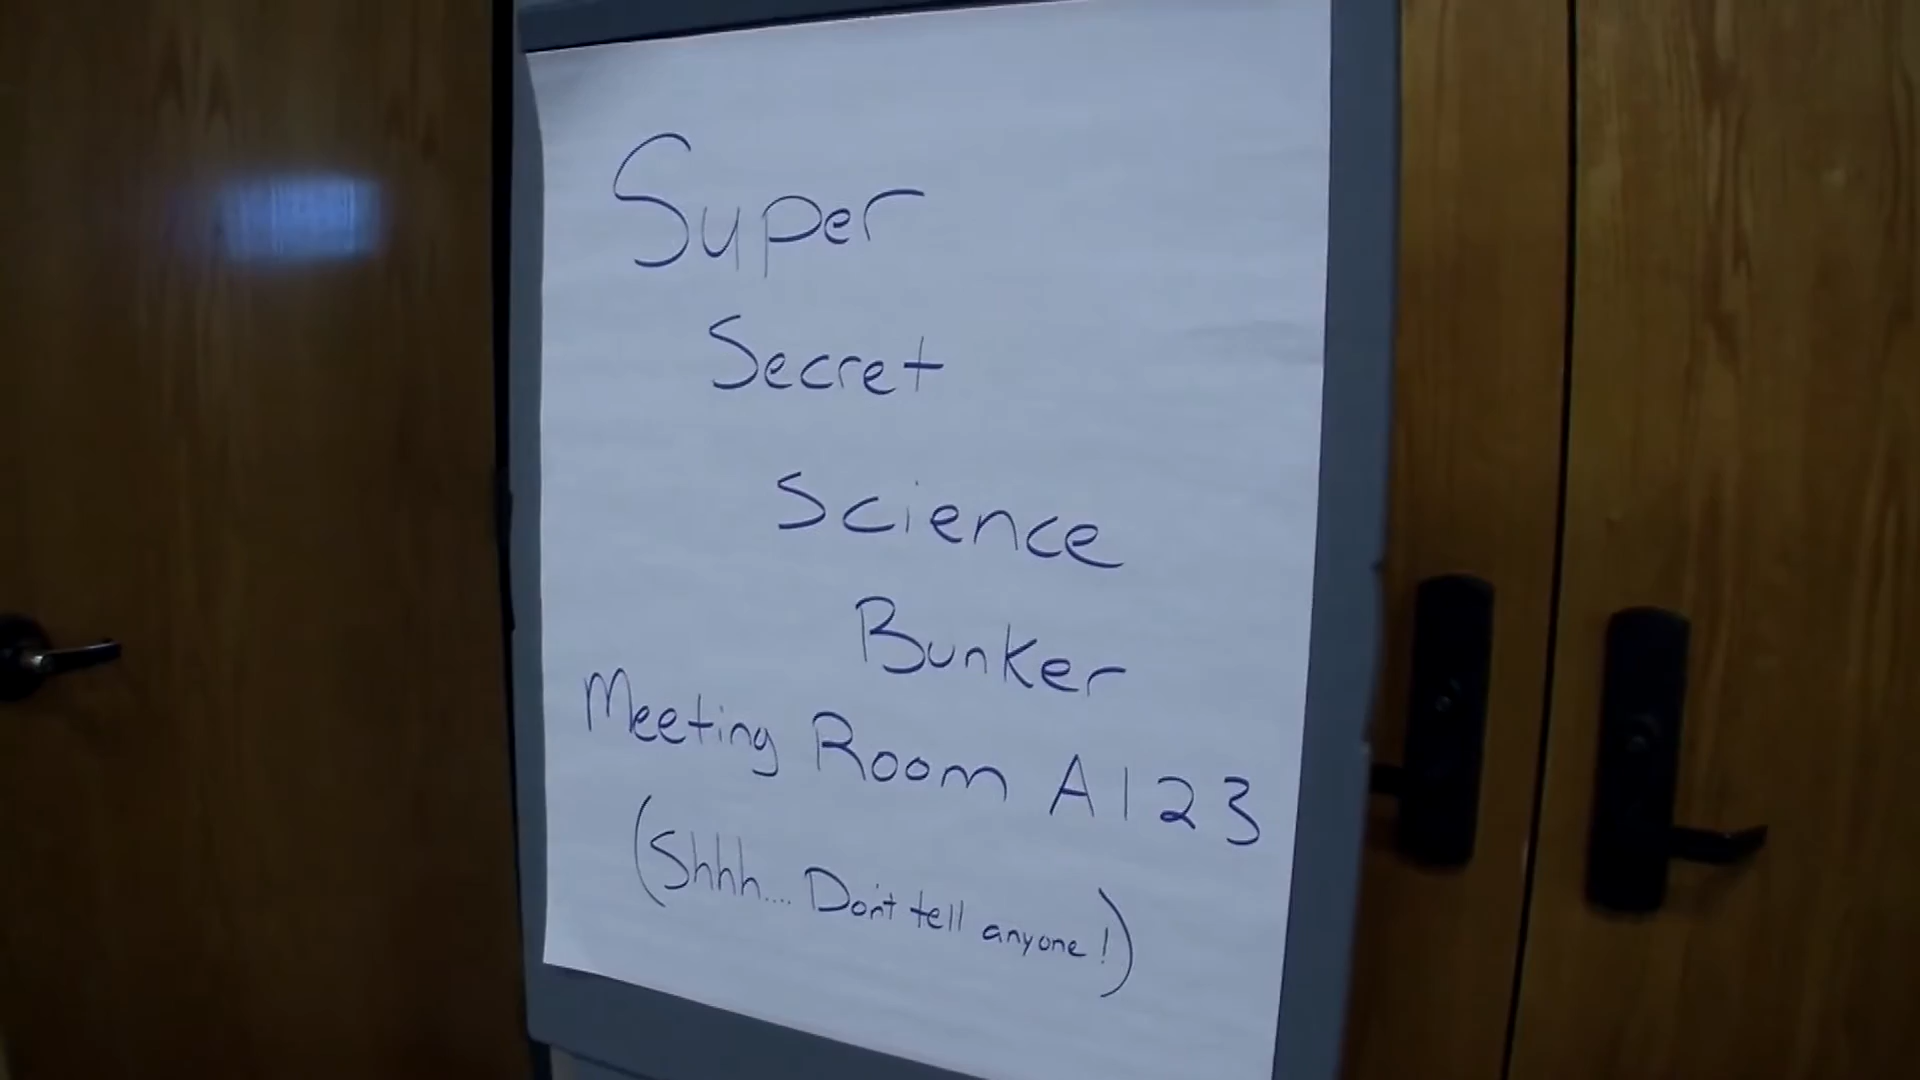 Super
Secret
Science
Bunker
Meeting Room A123
(Shhh.... Don't tell anyone!)